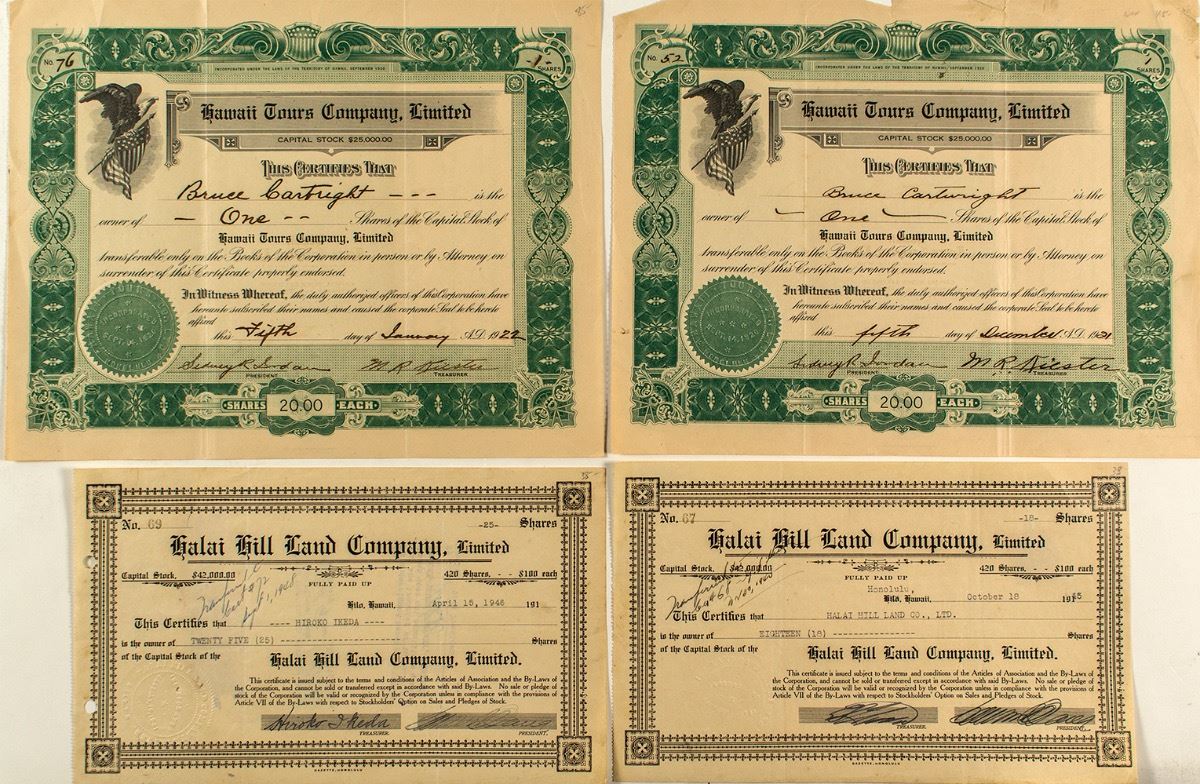 95-
No. 76
INCORPORATED UNDER THE LAWS OF THE TERRITORY OF HAWAII, SEPTEMBER 1920
-1- SHARES
Hawaii Tours Company, Limited
CAPITAL STOCK $25,000.00
THIS CERTIFIES THAT
Bruce Cartright - - - is the
owner of - One - - Shares of the Capital Stock of
Hawaii Tours Company, Limited
transferable only on the Books of the Corporation in person or by Attorney on
surrender of this Certificate properly endorsed.
In Witness Whereof, the duly authorized officers of this Corporation have
hereunto subscribed their names and caused the corporate Seal to be hereto
affixed
this Fifth day of January A.D. 1922
Sidney R. Jordan M R Kiester
PRESIDENT. TREASURER.
SHARES 20.00 EACH
No. 52
INCORPORATED UNDER THE LAWS OF THE TERRITORY OF HAWAII, SEPTEMBER 1920
1 SHARES
Hawaii Tours Company, Limited
CAPITAL STOCK $25,000.00
THIS CERTIFIES THAT
Bruce Cartwright is the
owner of One Shares of the Capital Stock of
Hawaii Tours Company, Limited
transferable only on the Books of the Corporation in person or by Attorney on
surrender of this Certificate properly endorsed.
In Witness Whereof, the duly authorized officers of this Corporation have
hereunto subscribed their names and caused the corporate Seal to be hereto
affixed
this fifth day of December A.D. 1921
Sidney R. Jordan M. R. Kiester
PRESIDENT. TREASURER.
SHARES 20.00 EACH
No. 69 -25- Shares
Halai Hill Land Company, Limited
Capital Stock, $42,000.00 420 Shares, - - $100 each
FULLY PAID UP
Hilo, Hawaii, April 15, 1946 191
This Certifies that ---- HIROKO IKEDA ----
is the owner of TWENTY FIVE (25) ------------------ Shares
of the Capital Stock of the Halai Hill Land Company, Limited.
This certificate is issued subject to the terms and conditions of the Articles of Association and the By-Laws of
the Corporation, and cannot be sold or transferred except in accordance with said By-Laws. No sale or pledge of
stock of the Corporation will be valid or recognized by the Corporation unless in compliance with the provisions of
Article VII of the By-Laws with respect to Stockholders' Option on Sales and Pledges of Stock.
Hiroko Ikeda
TREASURER. PRESIDENT.
GAZETTE, HONOLULU
38
No. 67 -18- Shares
Halai Hill Land Company, Limited
Capital Stock, $42,000.00 420 Shares, - - $100 each
FULLY PAID UP
Honolulu,
Hilo, Hawaii, October 18 1945
This Certifies that HALAI HILL LAND CO., LTD.
is the owner of EIGHTEEN (18) ---------------- Shares
of the Capital Stock of the Halai Hill Land Company, Limited.
This certificate is issued subject to the terms and conditions of the Articles of Association and the By-Laws of
the Corporation, and cannot be sold or transferred except in accordance with said By-Laws. No sale or pledge of
stock of the Corporation will be valid or recognized by the Corporation unless in compliance with the provisions of
Article VII of the By-Laws with respect to Stockholders' Option on Sales and Pledges of Stock.
TREASURER. PRESIDENT.
GAZETTE, HONOLULU